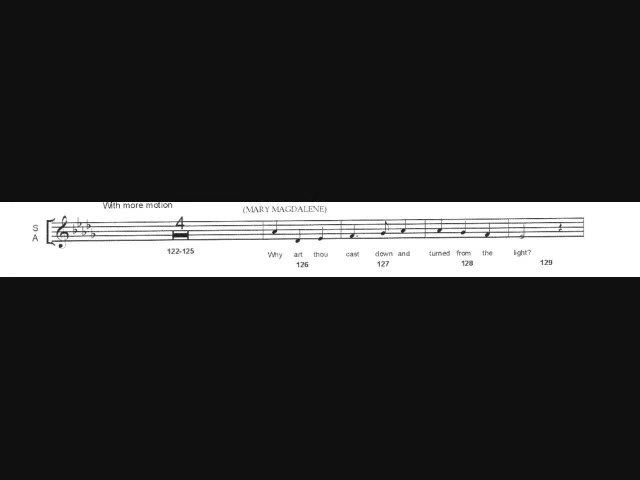 With more motion
(MARY MAGDALENE)
4
S
A
122-125
Why art thou cast down and turned from the light?
126 127 128 129